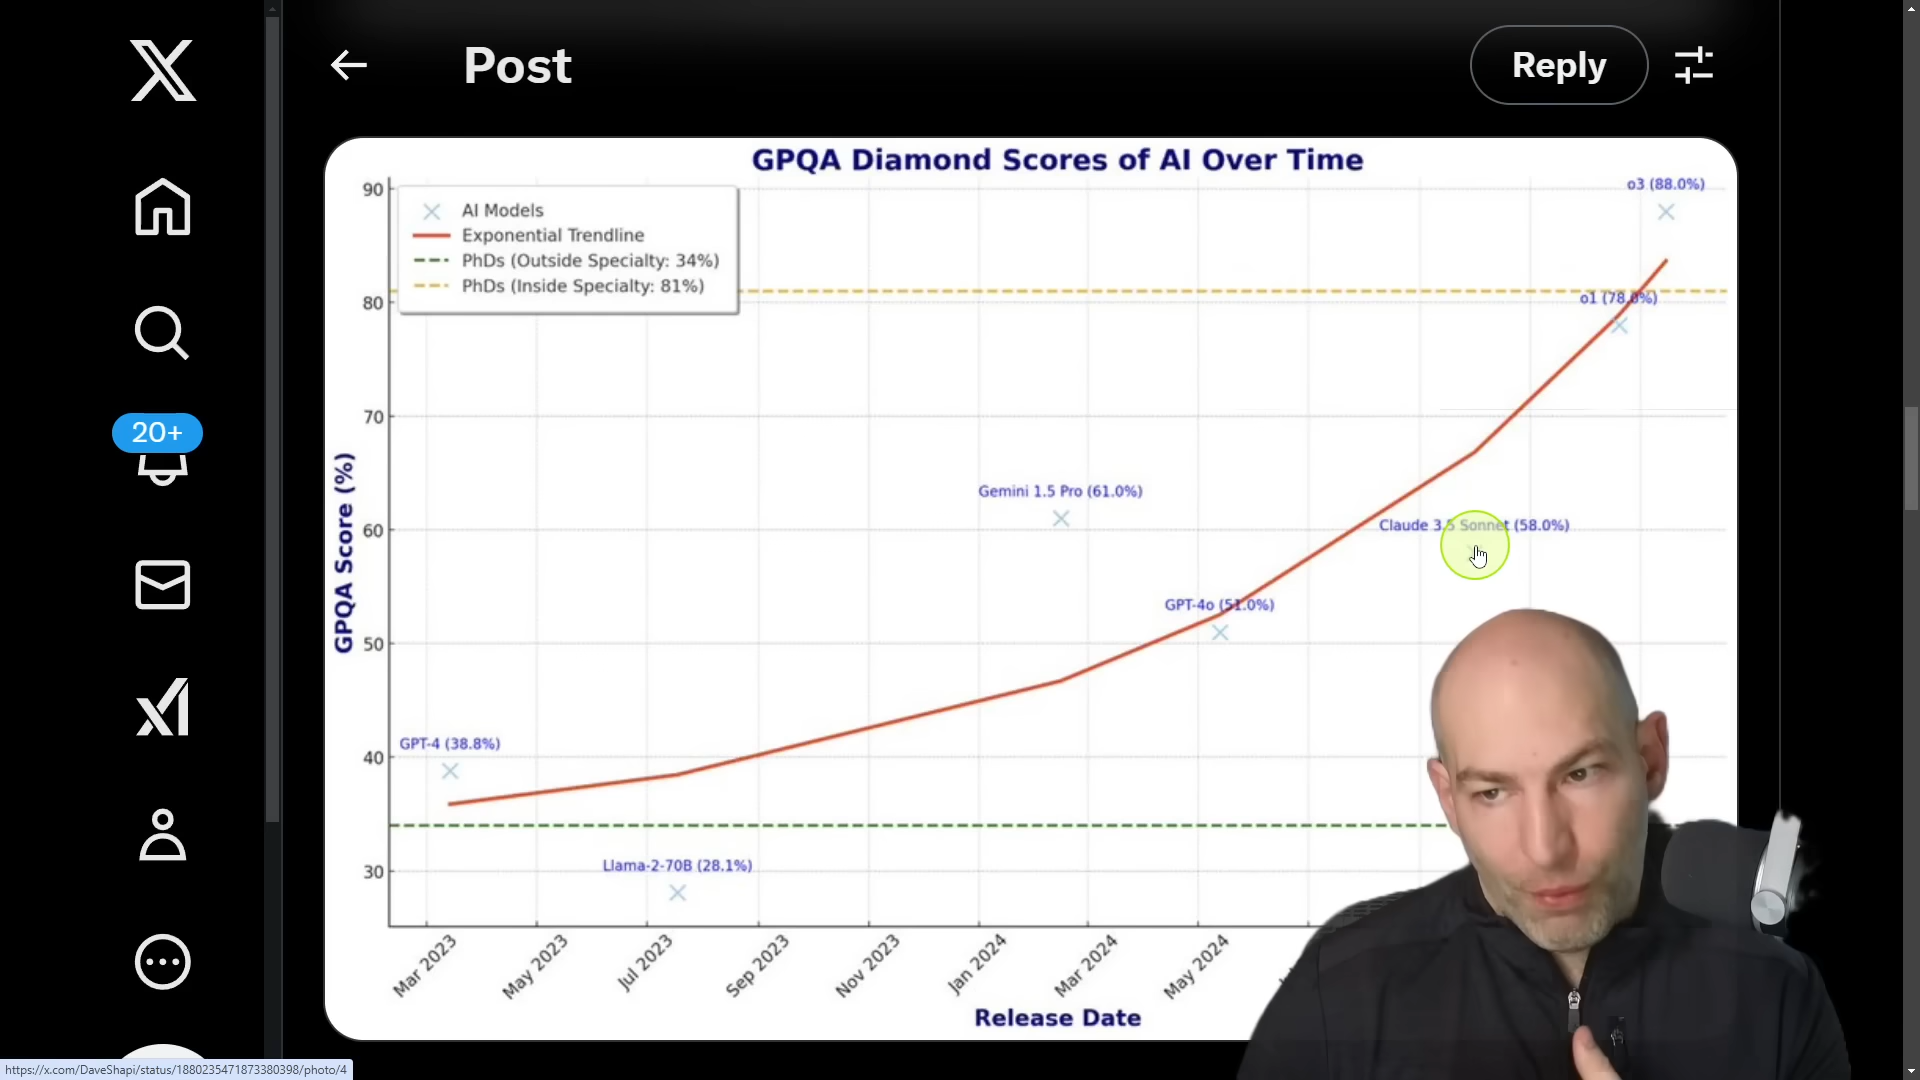 Post
Reply
20+
GPQA Diamond Scores of AI Over Time
o3 (88.0%)
90
AI Models
Exponential Trendline
PhDs (Outside Specialty: 34%)
PhDs (Inside Specialty: 81%)
80
o1 (78.0%)
70
Gemini 1.5 Pro (61.0%)
60
Claude 3.5 Sonnet (58.0%)
GPT-4o (51.0%)
50
GPQA Score (%)
GPT-4 (38.8%)
40
Llama-2-70B (28.1%)
30
Mar 2023
May 2023
Jul 2023
Sep 2023
Nov 2023
Jan 2024
Mar 2024
May 2024
Release Date
https://x.com/DaveShapi/status/1880235471873380398/photo/4